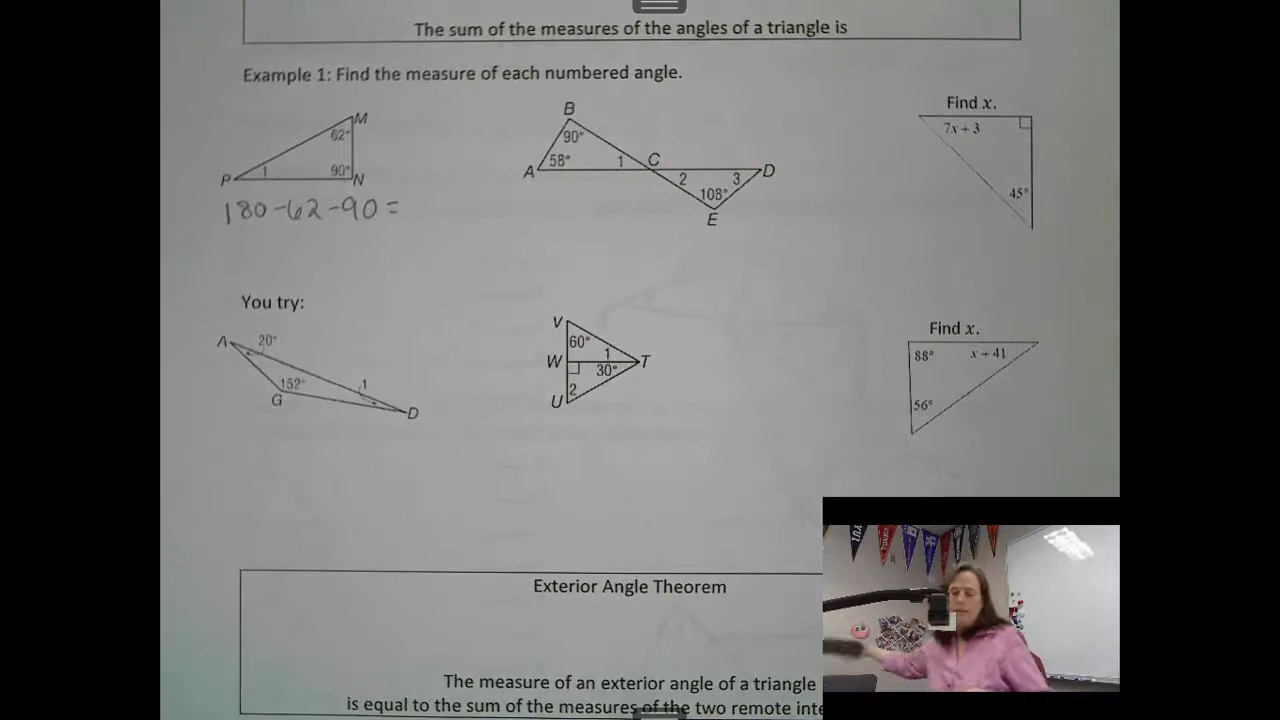 The sum of the measures of the angles of a triangle is
Example 1: Find the measure of each numbered angle.
M
62°
P
1
90°
N
180-62-90=
B
90°
A
58°
1
C
2
3
D
108°
E
Find x.
7x + 3
45°
You try:
A
20°
152°
1
G
D
V
60°
W
1
T
30°
2
U
Find x.
88°
x + 41
56°
Exterior Angle Theorem
The measure of an exterior angle of a triangle
is equal to the sum of the measures of the two remote inte